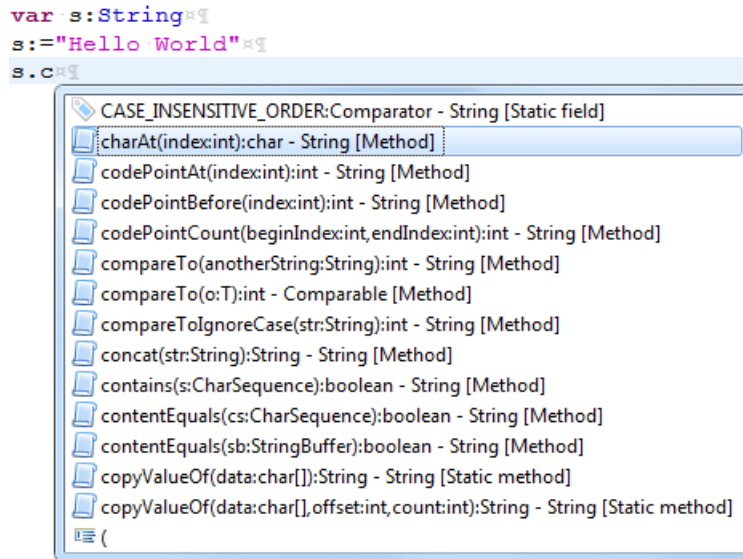 var s:String¤¶
s:="Hello·World"¤¶
s.c¤¶
CASE_INSENSITIVE_ORDER:Comparator - String [Static field]
charAt(index:int):char - String [Method]
codePointAt(index:int):int - String [Method]
codePointBefore(index:int):int - String [Method]
codePointCount(beginIndex:int,endIndex:int):int - String [Method]
compareTo(anotherString:String):int - String [Method]
compareTo(o:T):int - Comparable [Method]
compareToIgnoreCase(str:String):int - String [Method]
concat(str:String):String - String [Method]
contains(s:CharSequence):boolean - String [Method]
contentEquals(cs:CharSequence):boolean - String [Method]
contentEquals(sb:StringBuffer):boolean - String [Method]
copyValueOf(data:char[]):String - String [Static method]
copyValueOf(data:char[],offset:int,count:int):String - String [Static method]
(